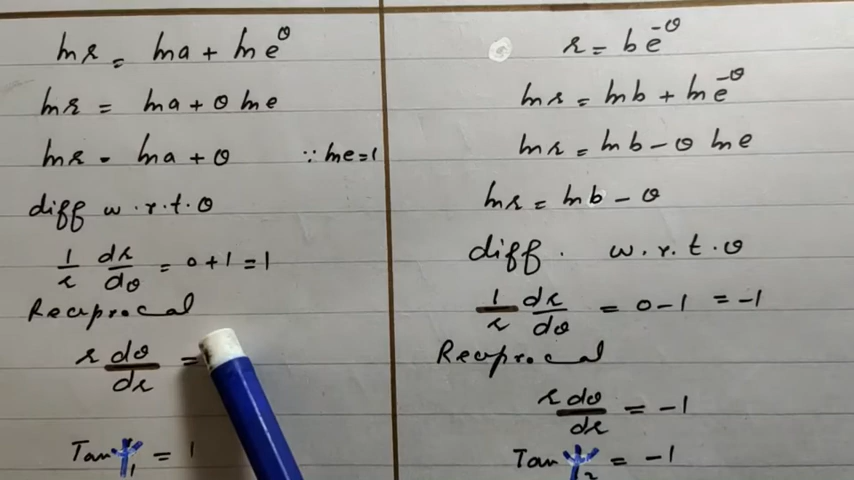 ln r = ln a + ln e^θ
ln r = ln a + θ ln e
ln r = ln a + θ ∵ ln e = 1
diff w.r.t. θ
1/r dr/dθ = 0 + 1 = 1
Reciprocal
r dθ/dr =
Tan ψ₁ = 1
r = b e^-θ
ln r = ln b + ln e^-θ
ln r = ln b - θ ln e
ln r = ln b - θ
diff. w.r.t. θ
1/r dr/dθ = 0 - 1 = -1
Reciprocal
r dθ/dr = -1
Tan ψ₂ = -1